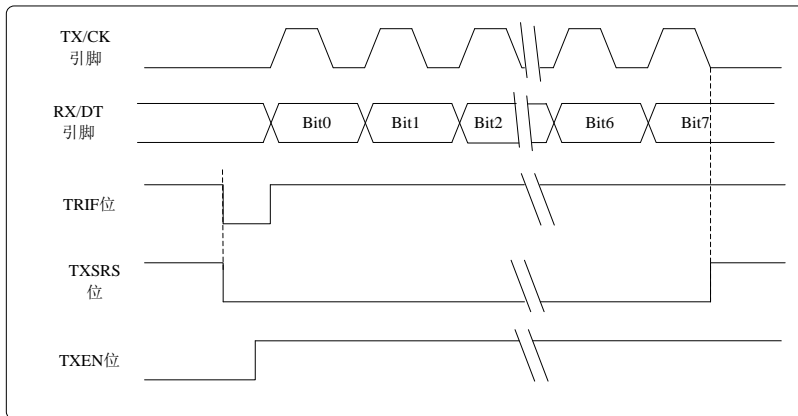 TX/CK
引脚
RX/DT
引脚
Bit0
Bit1
Bit2
Bit6
Bit7
TRIF位
TXSRS
位
TXEN位